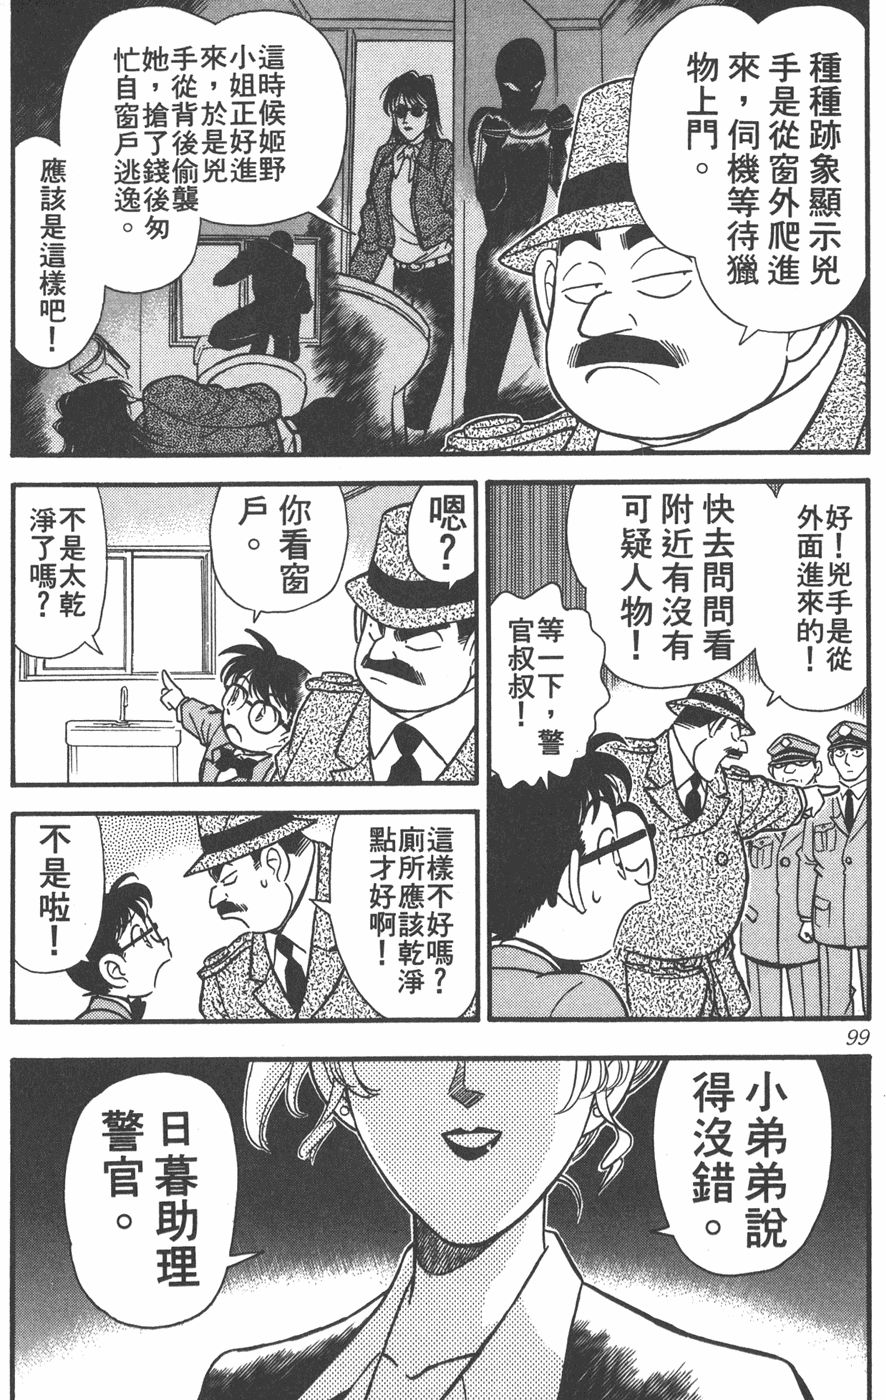 種種跡象顯示兇
手是從窗外爬進
來，伺機等待獵
物上門。
這時候姬野
小姐正好進
來，於是兇
手從背後偷襲
她，搶了錢後匆
忙自窗戶逃逸。
應該是這樣吧！
好！兇手是從
外面進來的！
快去問問看
附近有沒有
可疑人物！
等一下，警
官叔叔！
嗯？
你看窗
戶。
不是太乾
淨了嗎？
這樣不好嗎？
廁所應該乾淨
點才好啊！
不是啦！
99
小弟弟說
得沒錯。
日暮助理
警官。